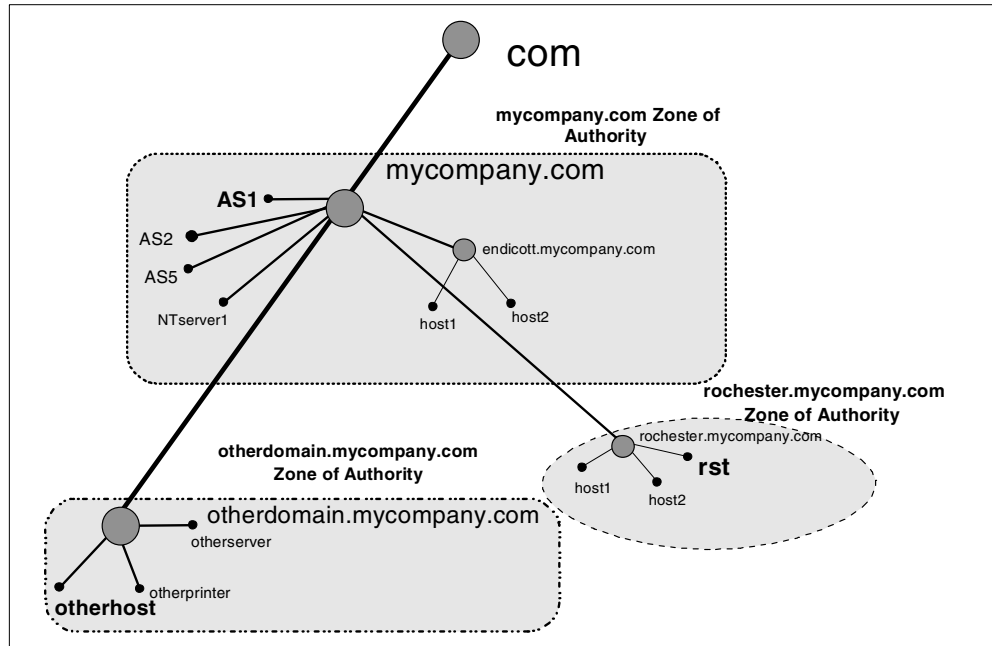 com
mycompany.com Zone of
Authority
mycompany.com
AS1
AS2
AS5
NTserver1
endicott.mycompany.com
host1
host2
rochester.mycompany.com
Zone of Authority
rochester.mycompany.com
host1
host2
rst
otherdomain.mycompany.com
Zone of Authority
otherdomain.mycompany.com
otherserver
otherprinter
otherhost